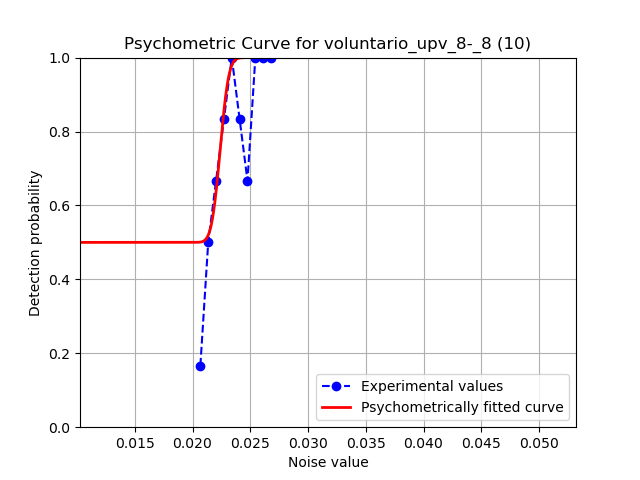 Psychometric Curve for voluntario_upv_8-_8 (10)
1.0
0.8
0.6
0.4
0.2
0.0
Detection probability
Experimental values
Psychometrically fitted curve
0.015 0.020 0.025 0.030 0.035 0.040 0.045 0.050
Noise value